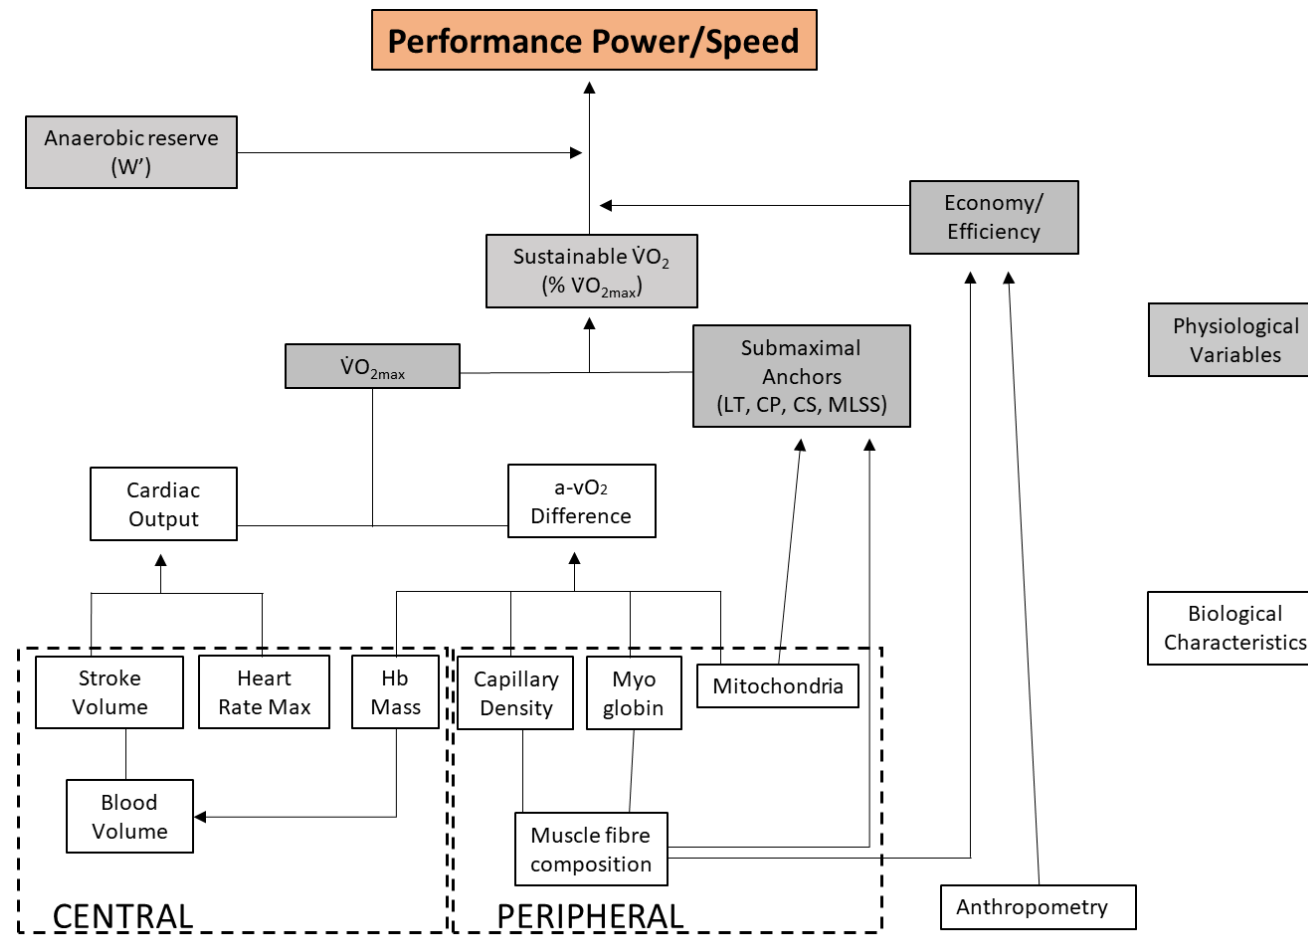 Performance Power/Speed
Anaerobic reserve
(W’)
Economy/
Efficiency
Sustainable V̇O₂
(% V̇O₂max)
Physiological
Variables
V̇O₂max
Submaximal
Anchors
(LT, CP, CS, MLSS)
Cardiac
Output
a-vO₂
Difference
Biological
Characteristics
Stroke
Volume
Heart
Rate Max
Hb
Mass
Capillary
Density
Myo
globin
Mitochondria
Blood
Volume
Muscle fibre
composition
Anthropometry
CENTRAL
PERIPHERAL